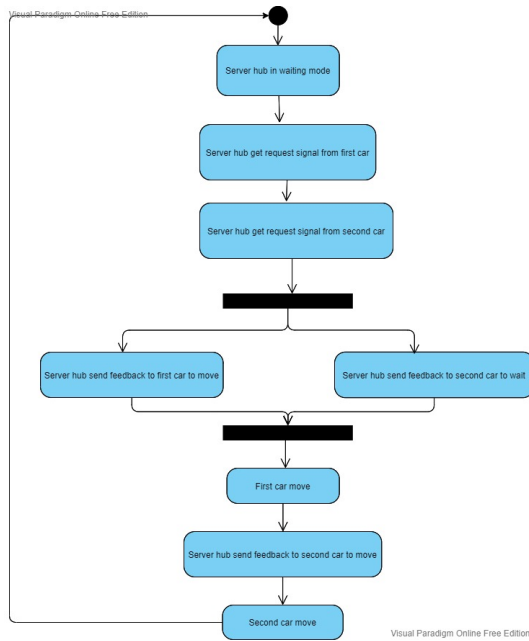 Visual Paradigm Online Free Edition
Server hub in waiting mode
Server hub get request signal from first car
Server hub get request signal from second car
Server hub send feedback to first car to move
Server hub send feedback to second car to wait
First car move
Server hub send feedback to second car to move
Second car move
Visual Paradigm Online Free Edition